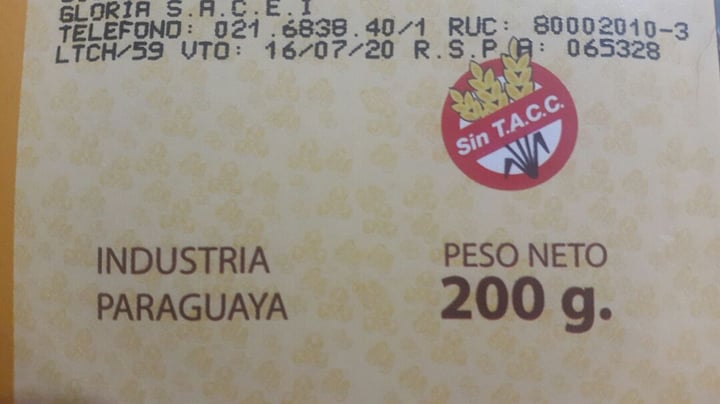 GLORIA S.A.C.E.I
TELEFONO: 021.6838.40/1 RUC: 80002010-3
LTCH/59 VTO: 16/07/20 R.S.P.A: 065328
Sin T.A.C.C.
INDUSTRIA
PARAGUAYA
PESO NETO
200 g.